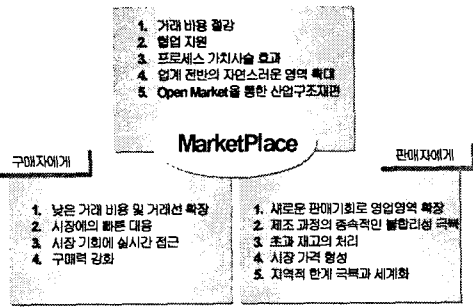 1. 거래 비용 절감
2. 협업 지원
3. 프로세스 가치사슬 효과
4. 업계 전반의 자연스러운 영역 확대
5. Open Market을 통한 산업구조재편
MarketPlace
구매자에게
1. 낮은 거래 비용 및 거래선 확장
2. 시장에의 빠른 대응
3. 시장 기회에 실시간 접근
4. 구매력 강화
판매자에게
1. 새로운 판매기회로 영업영역 확장
2. 제조 과정의 종속적인 불합리성 극복
3. 초과 재고의 처리
4. 시장 가격 형성
5. 지역적 한계 극복과 세계화